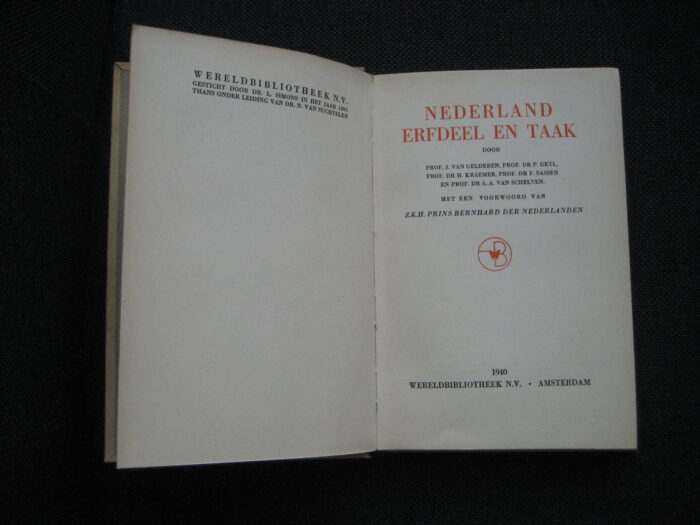 WERELDBIBLIOTHEEK N.V.
GESTICHT DOOR DR. L. SIMONS IN HET JAAR 1905
THANS ONDER LEIDING VAN DR. N. VAN SUCHTELEN
NEDERLAND
ERFDEEL EN TAAK
DOOR
PROF. J. VAN GELDEREN, PROF. DR P. GEYL,
PROF. DR H. KRAEMER, PROF. DR F. SASSEN
EN PROF. DR A. A. VAN SCHELVEN.
MET EEN VOORWOORD VAN
Z.K.H. PRINS BERNHARD DER NEDERLANDEN
WB
1940
WERELDBIBLIOTHEEK N.V. • AMSTERDAM